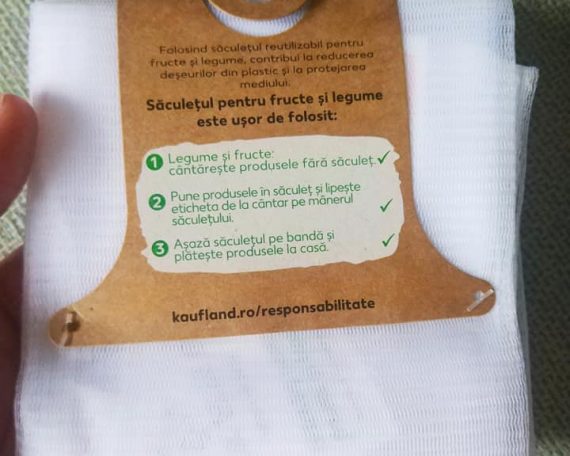 Folosind săculețul reutilizabil pentru
fructe și legume, contribui la reducerea
deșeurilor din plastic și la protejarea
mediului.
Săculețul pentru fructe și legume
este ușor de folosit:
1 Legume și fructe:
cântărește produsele fără săculeț.
2 Pune produsele în săculeț și lipește
eticheta de la cântar pe mânerul
săculețului.
3 Așază săculețul pe bandă și
plătește produsele la casă.
kaufland.ro/responsabilitate